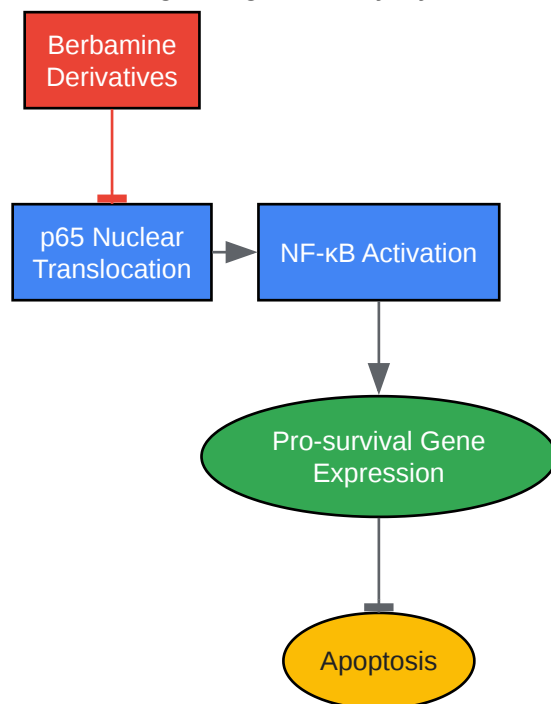 Berbamine
Derivatives
p65 Nuclear
Translocation
NF-κB Activation
Pro-survival Gene
Expression
Apoptosis